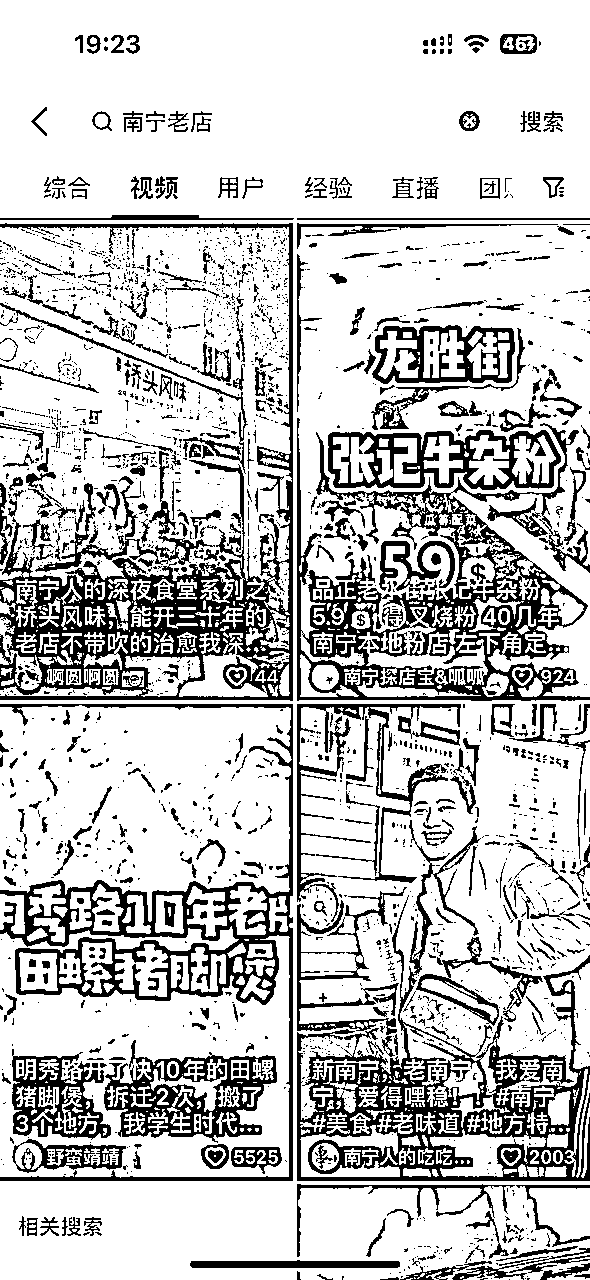 19:23
467
南宁老店
搜索
综合
视频
用户
经验
直播
团
桥头风味
南宁人的深夜食堂系列之
桥头风味，能开三十年的
老店不带吹的治愈我深...
啊圆啊圆
44
龙胜街
张记牛杂粉
59
品正老
张记牛杂粉
5.9
得叉烧粉 40几年
南宁本地粉店 左下角定...
南宁探店宝&呱呱
924
明秀路10年老
田螺猪脚煲
明秀路开了快10年的田螺
猪脚煲，拆迁2次，搬了
3个地方，我学生时代...
野蛮靖靖
5525
新南宁，老南宁，我爱南
宁，爱得嘿稳！！#南宁
#美食 #老味道 #地方特...
南宁人的吃吃...
2003
相关搜索